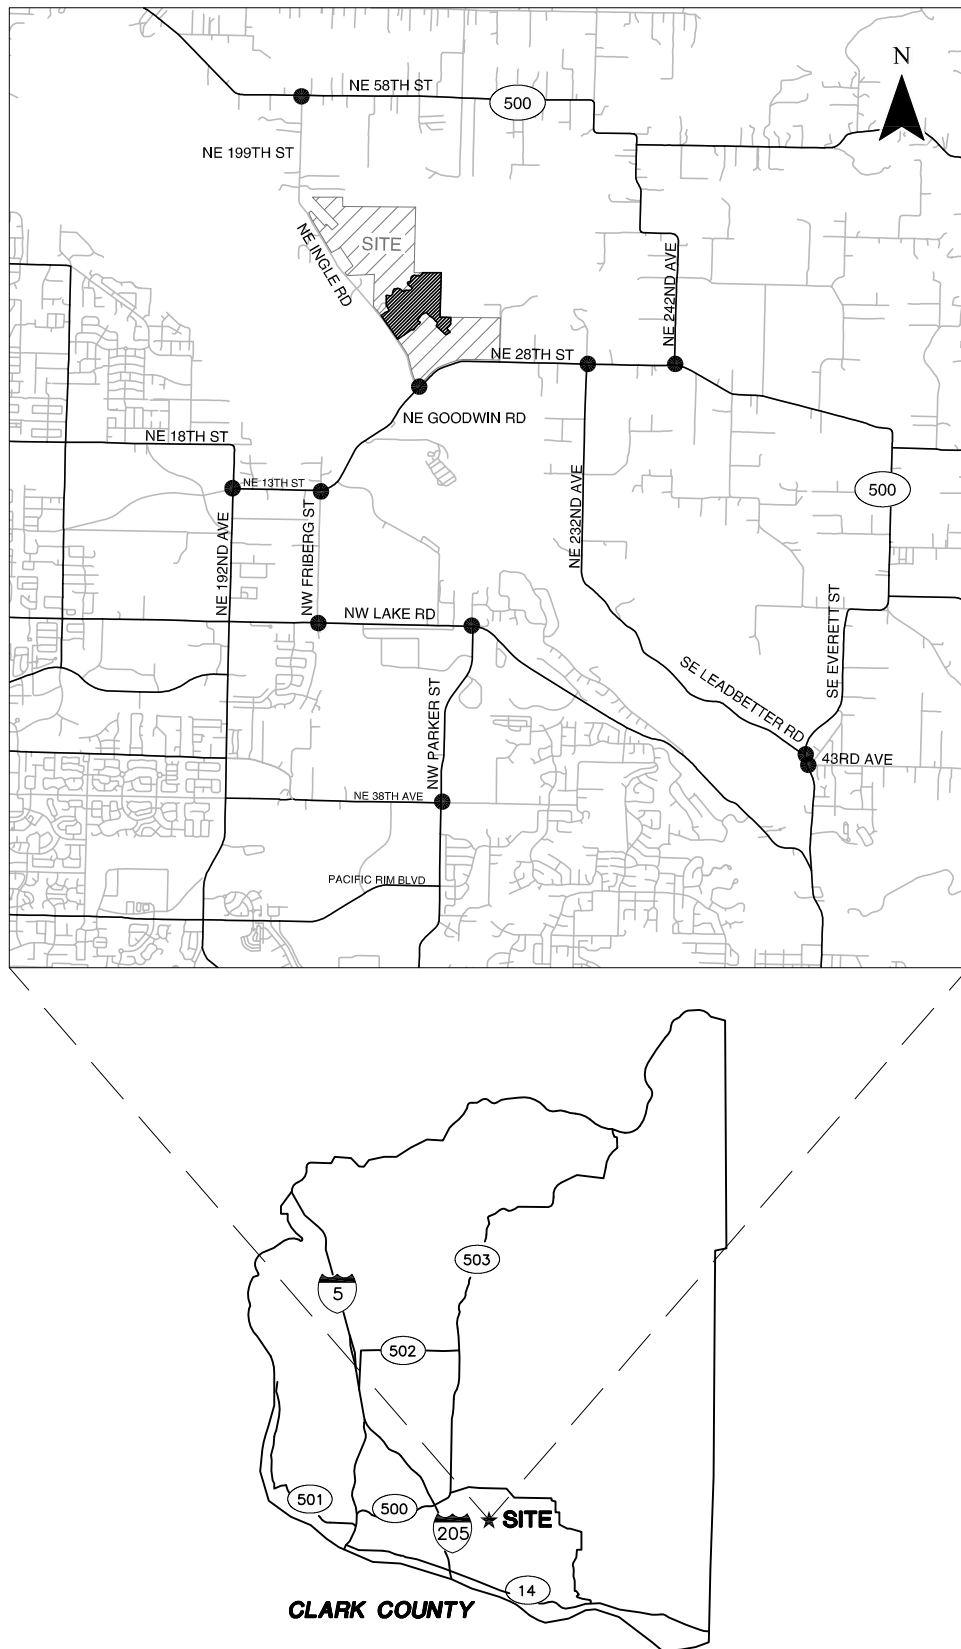 N
NE 58TH ST
500
NE 199TH ST
SITE
NE INGLE RD
NE 242ND AVE
NE 28TH ST
NE GOODWIN RD
NE 18TH ST
NE 13TH ST
500
NE 192ND AVE
NW FRIBERG ST
NE 232ND AVE
NW LAKE RD
SE EVERETT ST
SE LEADBETTER RD
NW PARKER ST
43RD AVE
NE 38TH AVE
PACIFIC RIM BLVD
503
5
502
501
500
205
SITE
14
CLARK COUNTY